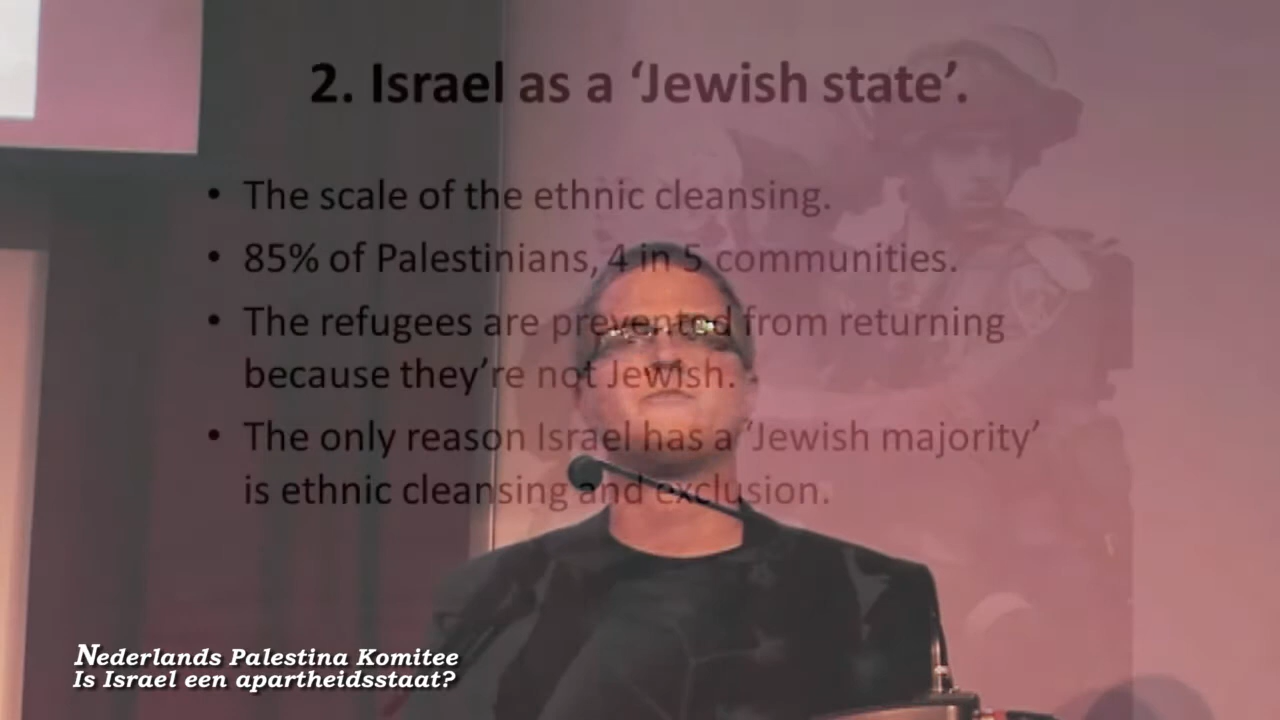 2. Israel as a ‘Jewish state’.
• The scale of the ethnic cleansing.
• 85% of Palestinians, 4 in 5 communities.
• The refugees are prevented from returning
because they’re not Jewish.
• The only reason Israel has a ‘Jewish majority’
is ethnic cleansing and exclusion.
Nederlands Palestina Komitee
Is Israel een apartheidsstaat?